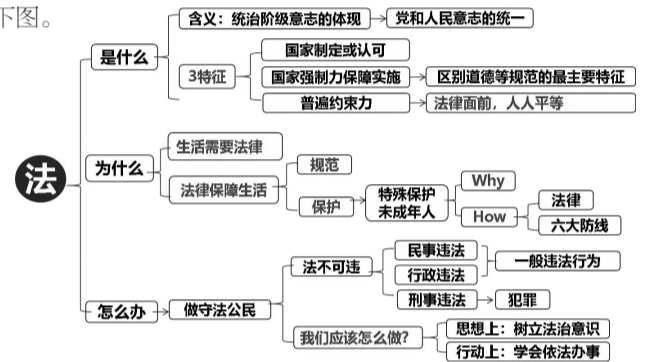 下图。
含义：统治阶级意志的体现
党和人民意志的统一
是什么
国家制定或认可
3特征
国家强制力保障实施
区别道德等规范的最主要特征
普遍约束力
法律面前，人人平等
法
为什么
生活需要法律
法律保障生活
规范
保护
特殊保护
未成年人
Why
How
法律
六大防线
怎么办
做守法公民
法不可违
民事违法
行政违法
一般违法行为
刑事违法
犯罪
我们应该怎么做？
思想上：树立法治意识
行动上：学会依法办事